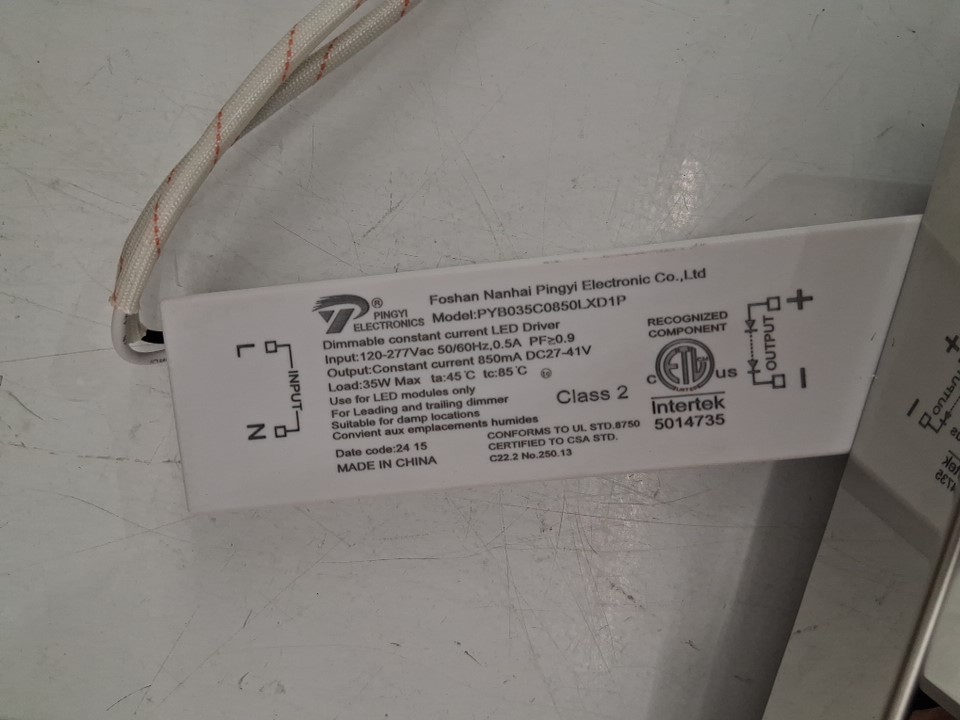 Foshan Nanhai Pingyi Electronic Co.,Ltd
®
PINGYI
ELECTRONICS
Model:PYB035C0850LXD1P
Dimmable constant current LED Driver
Input:120-277Vac 50/60Hz,0.5A PF≥0.9
Output:Constant current 850mA DC27-41V
Load:35W Max ta:45℃ tc:85℃
Use for LED modules only
For Leading and trailing dimmer
Suitable for damp locations
Convient aux emplacements humides
Date code:24 15
MADE IN CHINA
Class 2
CONFORMS TO UL STD.8750
CERTIFIED TO CSA STD.
C22.2 No.250.13
RECOGNIZED
COMPONENT
c ETL us
Intertek
5014735
L
INPUT
N
+
OUTPUT
-